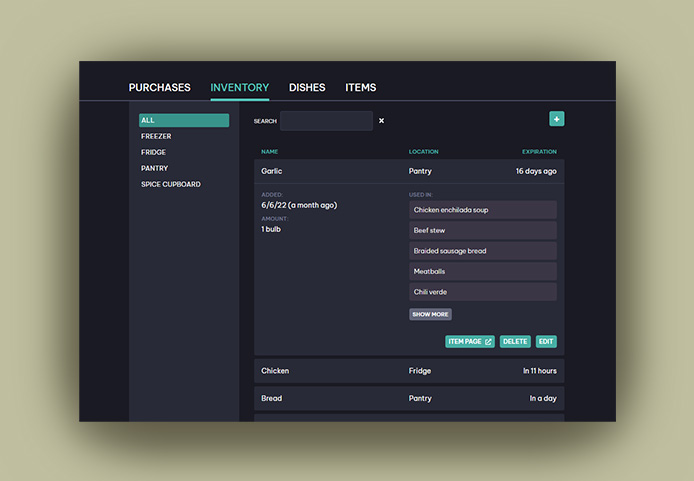 PURCHASES INVENTORY DISHES ITEMS
ALL
FREEZER
FRIDGE
PANTRY
SPICE CUPBOARD
SEARCH
NAME LOCATION EXPIRATION
Garlic Pantry 16 days ago
ADDED:
6/6/22 (a month ago)
AMOUNT:
1 bulb
USED IN:
Chicken enchilada soup
Beef stew
Braided sausage bread
Meatballs
Chili verde
SHOW MORE
ITEM PAGE DELETE EDIT
Chicken Fridge In 11 hours
Bread Pantry In a day